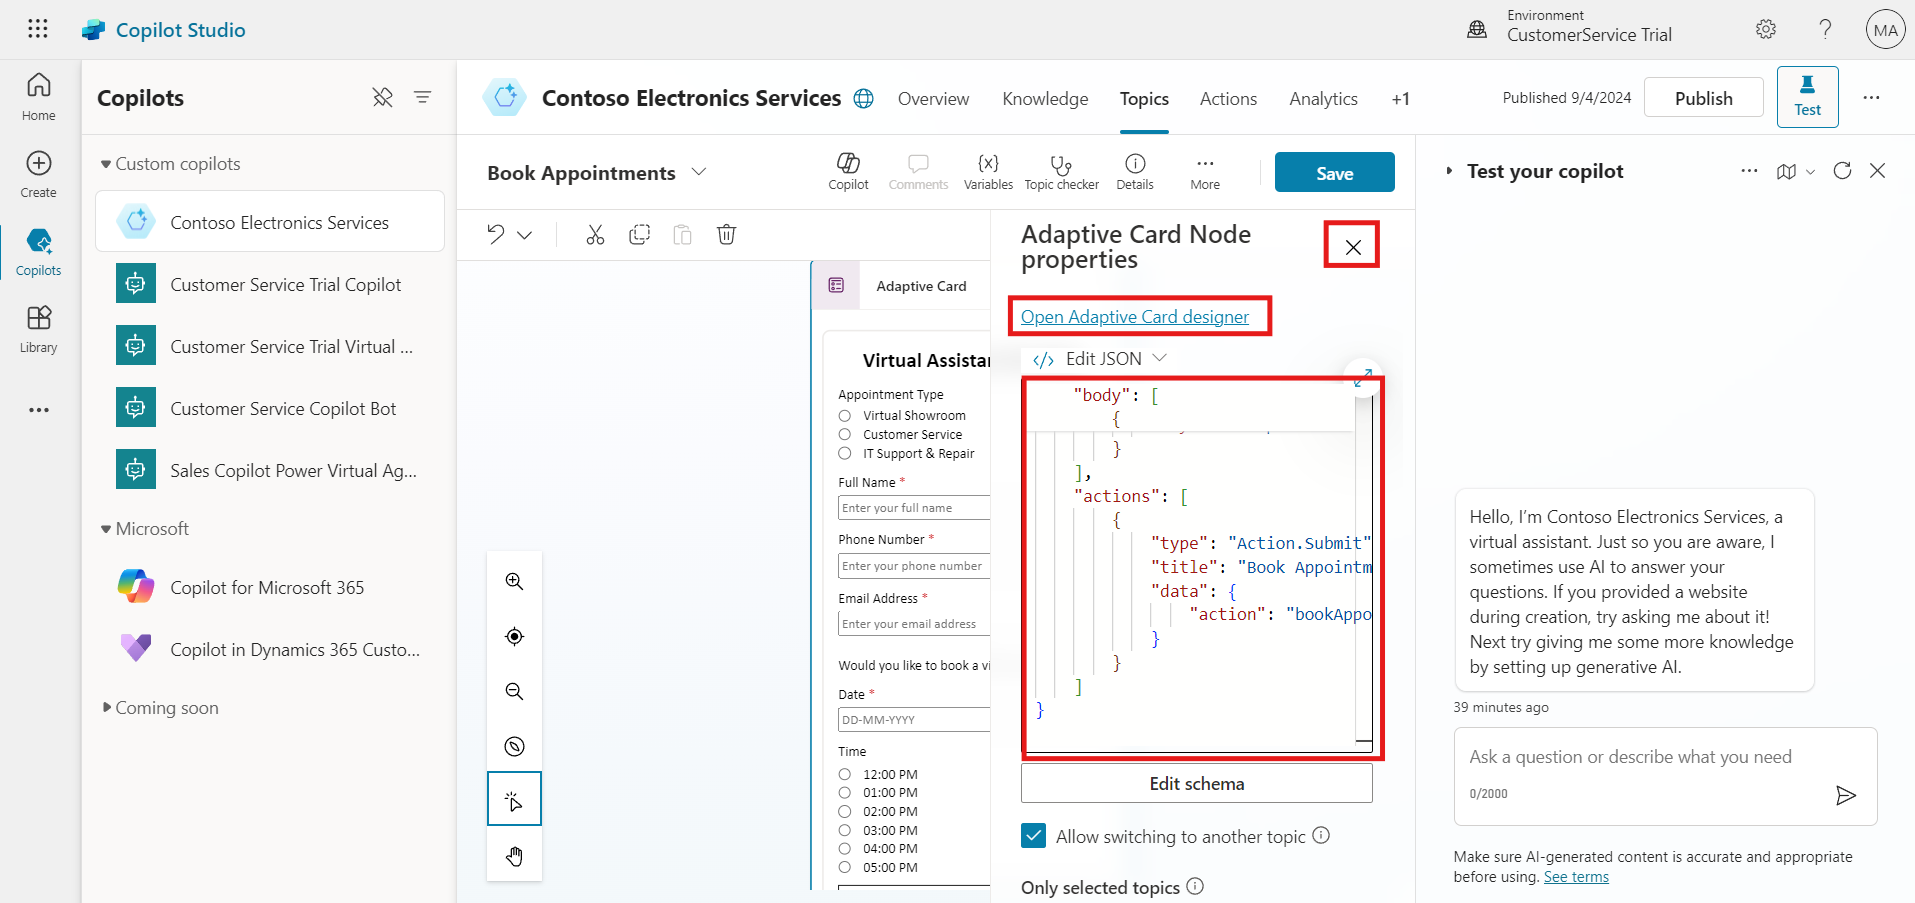 Copilot Studio
Environment
CustomerService Trial
?
MA
Home
Create
Copilots
Library
Copilots
Custom copilots
Contoso Electronics Services
Customer Service Trial Copilot
Customer Service Trial Virtual ...
Customer Service Copilot Bot
Sales Copilot Power Virtual Ag...
Microsoft
Copilot for Microsoft 365
Copilot in Dynamics 365 Custo...
Coming soon
Contoso Electronics Services
Overview
Knowledge
Topics
Actions
Analytics
+1
Published 9/4/2024
Publish
Test
Book Appointments
Copilot
Comments
{x}
Variables
Topic checker
Details
More
Save
Adaptive Card
Virtual Assista
Appointment Type
Virtual Showroom
Customer Service
IT Support & Repair
Full Name *
Enter your full name
Phone Number *
Enter your phone number
Email Address *
Enter your email address
Would you like to book a vi
Date *
DD-MM-YYYY
Time
12:00 PM
01:00 PM
02:00 PM
03:00 PM
04:00 PM
05:00 PM
Adaptive Card Node
properties
Open Adaptive Card designer
</> Edit JSON
"body": [
{
}
],
"actions": [
{
"type": "Action.Submit"
"title": "Book Appointm
"data": {
"action": "bookAppo
}
}
]
}
Edit schema
Allow switching to another topic
Only selected topics
Test your copilot
Hello, I'm Contoso Electronics Services, a
virtual assistant. Just so you are aware, I
sometimes use AI to answer your
questions. If you provided a website
during creation, try asking me about it!
Next try giving me some more knowledge
by setting up generative AI.
39 minutes ago
Ask a question or describe what you need
0/2000
Make sure AI-generated content is accurate and appropriate
before using. See terms